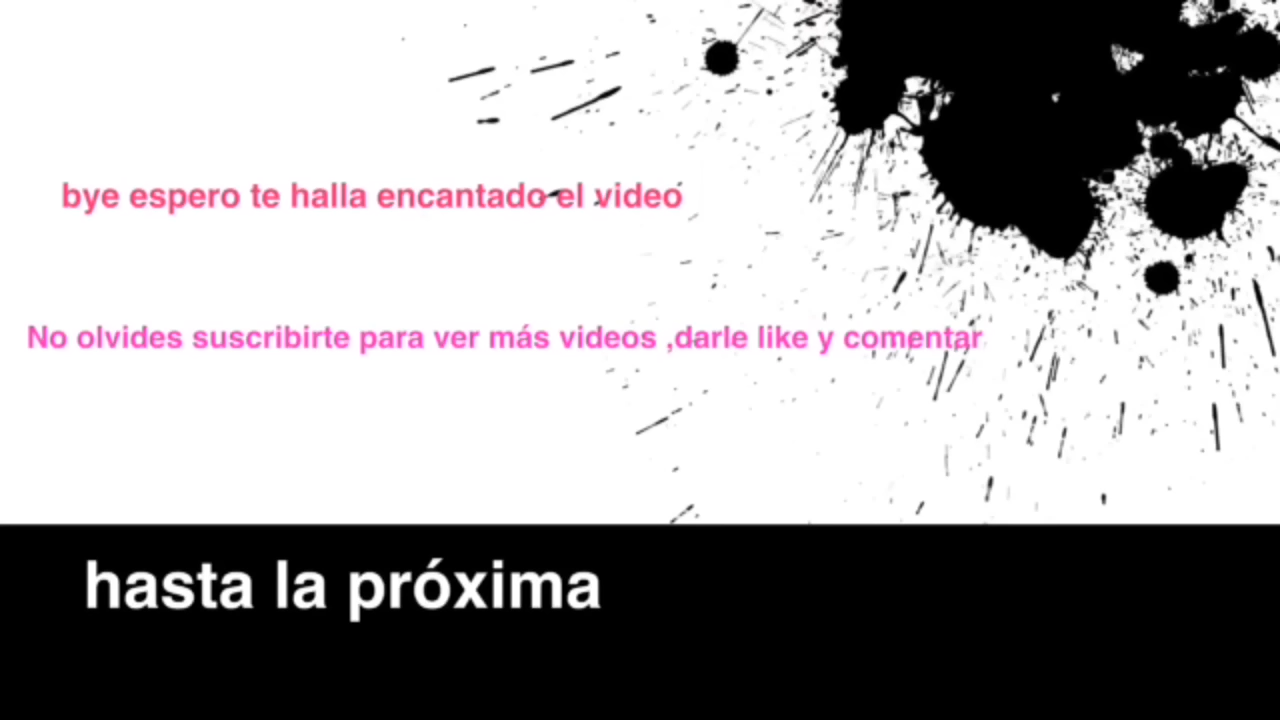 bye espero te halla encantado el video
No olvides suscribirte para ver más videos ,darle like y comentar
hasta la próxima